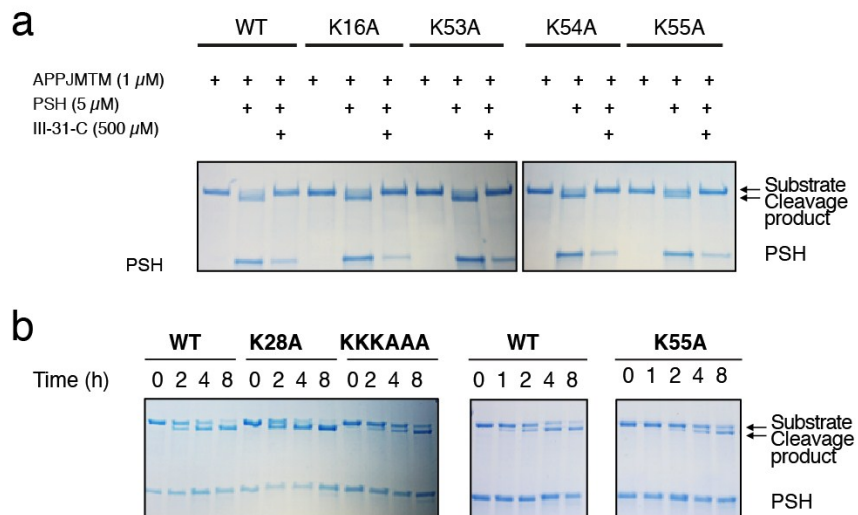 a
WT K16A K53A K54A K55A
APPJMTM (1 µM) + + + + + + + + + + + + + + +
PSH (5 µM) + + + + + + + + + +
III-31-C (500 µM) + + + + +
Substrate
Cleavage
product
PSH PSH
b
WT K28A KKKAAA WT K55A
Time (h) 0 2 4 8 0 2 4 8 0 2 4 8 0 1 2 4 8 0 1 2 4 8
Substrate
Cleavage
product
PSH